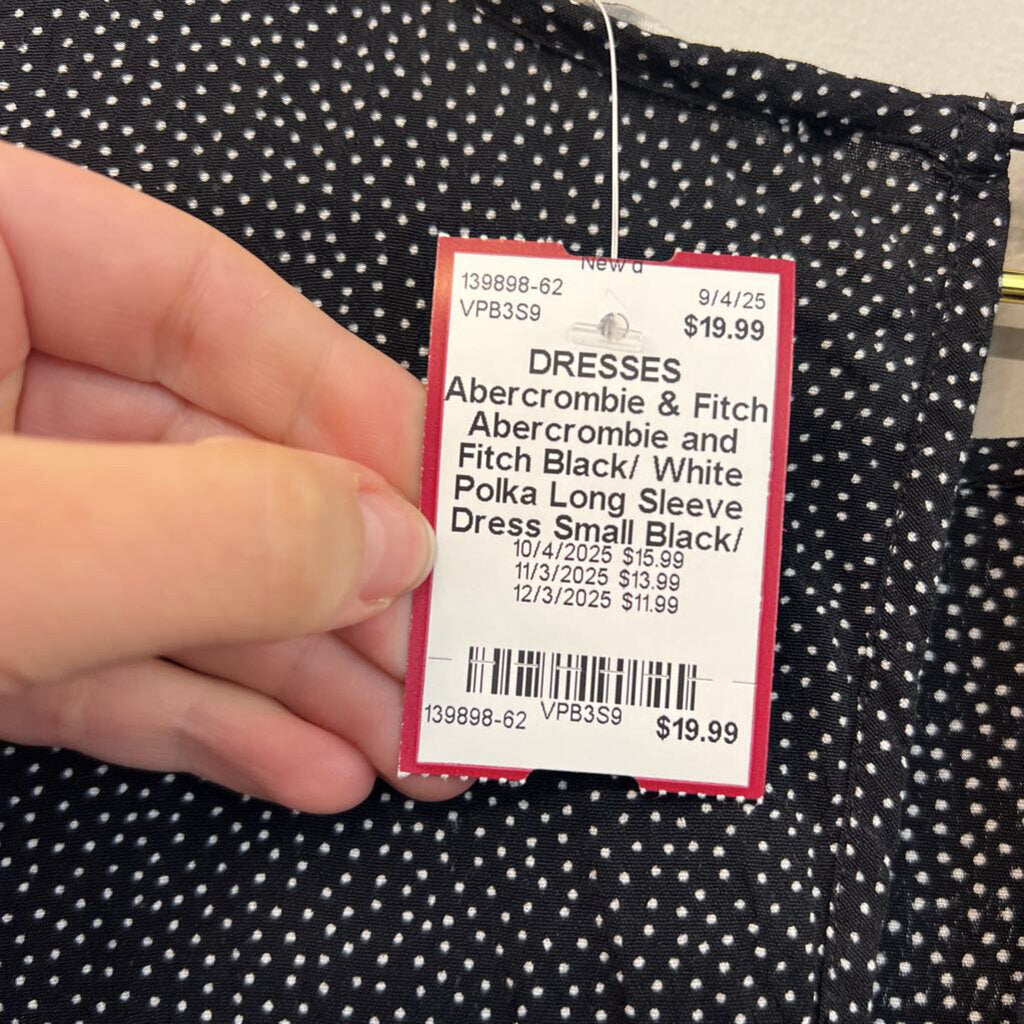 New'd
139898-62
9/4/25
VPB3S9
$19.99
DRESSES
Abercrombie & Fitch
Abercrombie and
Fitch Black/ White
Polka Long Sleeve
Dress Small Black/
10/4/2025 $15.99
11/3/2025 $13.99
12/3/2025 $11.99
139898-62 VPB3S9 $19.99